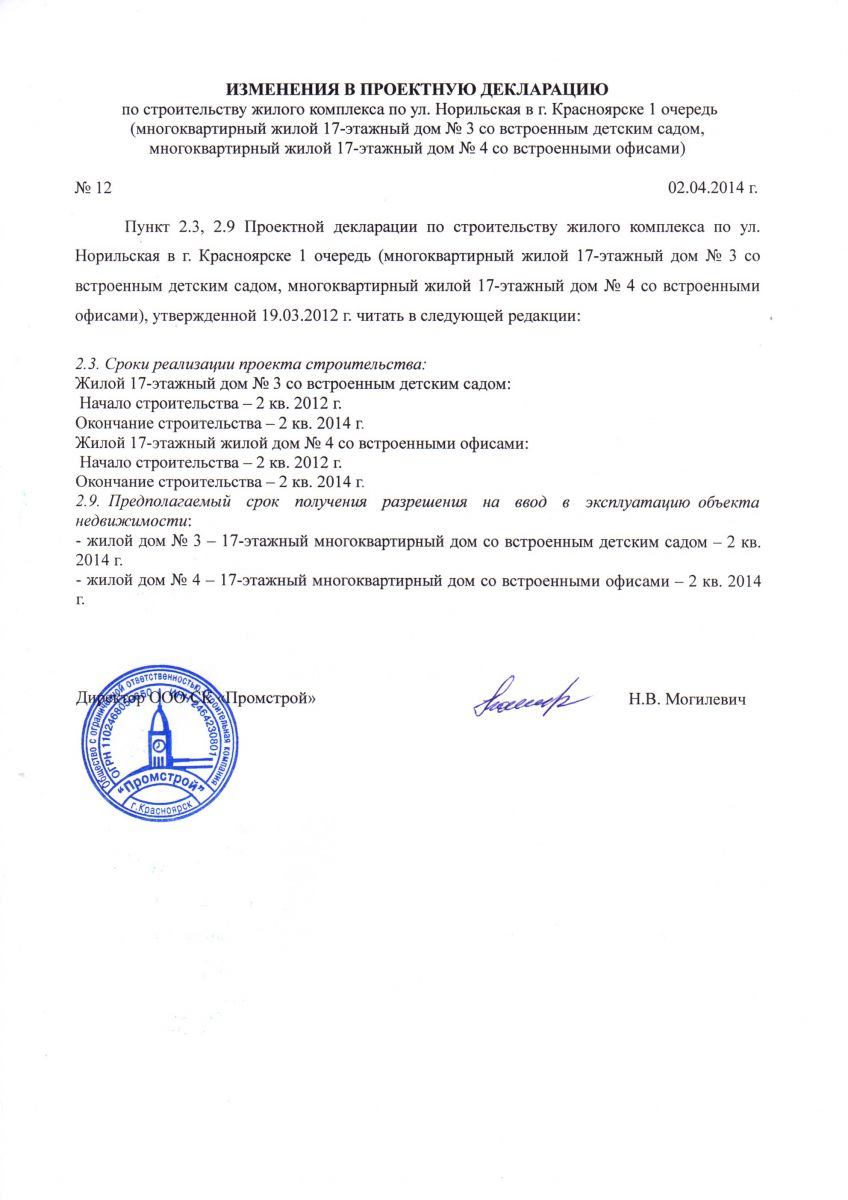 ИЗМЕНЕНИЯ В ПРОЕКТНУЮ ДЕКЛАРАЦИЮ
по строительству жилого комплекса по ул. Норильская в г. Красноярске 1 очередь
(многоквартирный жилой 17-этажный дом № 3 со встроенным детским садом,
многоквартирный жилой 17-этажный дом № 4 со встроенными офисами)
№ 12 02.04.2014 г.
Пункт 2.3, 2.9 Проектной декларации по строительству жилого комплекса по ул.
Норильская в г. Красноярске 1 очередь (многоквартирный жилой 17-этажный дом № 3 со
встроенным детским садом, многоквартирный жилой 17-этажный дом № 4 со встроенными
офисами), утвержденной 19.03.2012 г. читать в следующей редакции:
2.3. Сроки реализации проекта строительства:
Жилой 17-этажный дом № 3 со встроенным детским садом:
Начало строительства – 2 кв. 2012 г.
Окончание строительства – 2 кв. 2014 г.
Жилой 17-этажный жилой дом № 4 со встроенными офисами:
Начало строительства – 2 кв. 2012 г.
Окончание строительства – 2 кв. 2014 г.
2.9. Предполагаемый срок получения разрешения на ввод в эксплуатацию объекта
недвижимости:
- жилой дом № 3 – 17-этажный многоквартирный дом со встроенным детским садом – 2 кв.
2014 г.
- жилой дом № 4 – 17-этажный многоквартирный дом со встроенными офисами – 2 кв. 2014
г.
Директор ООО СК «Промстрой» Н.В. Могилевич
Общество с ограниченной ответственностью строительная компания
ОГРН ИНН 2464230801
“Промстрой”
г.Красноярск